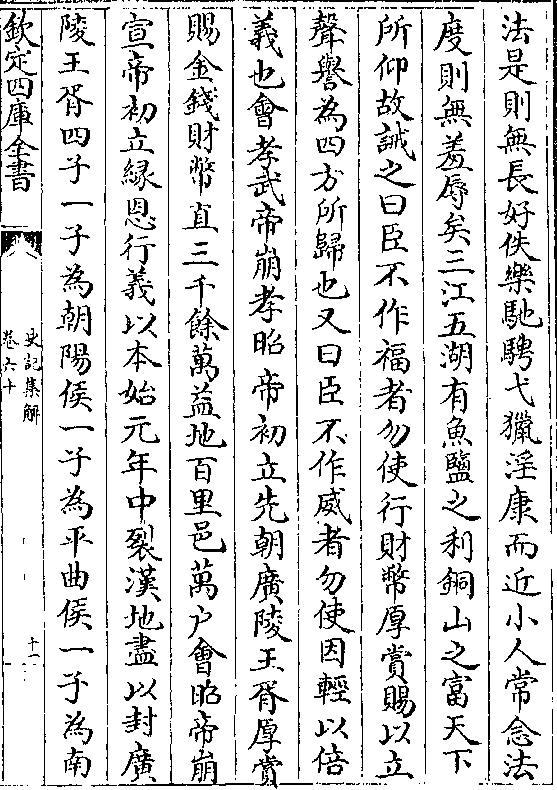 法是則無長好佚樂馳騁弋獵淫康而近小人常念法
度則無羞辱矣三江五湖有魚鹽之利銅山之富天下
所仰故誡之曰臣不作福者勿使行財幣厚賞賜以立
聲譽為四方所歸也又曰臣不作威者勿使因輕以倍
義也會孝武帝崩孝昭帝初立先朝廣陵王胥厚賞
賜金錢財幣直三千餘萬益地百里邑萬户會昭帝崩
宣帝初立緣恩行義以本始元年中裂漢地盡以封廣
陵王胥四子一子為朝陽侯一子為平曲侯一子為南
欽定四庫全書
史記集解
卷六十
十一